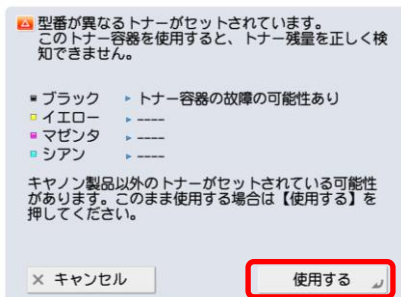 型番が異なるトナーがセットされています。
このトナー容器を使用すると、トナー残量を正しく検
知できません。
ブラック ▶ トナー容器の故障の可能性あり
イエロー ▶ ----
マゼンタ ▶ ----
シアン ▶ ----
キヤノン製品以外のトナーがセットされている可能性
があります。このまま使用する場合は【使用する】を
押してください。
× キャンセル
使用する